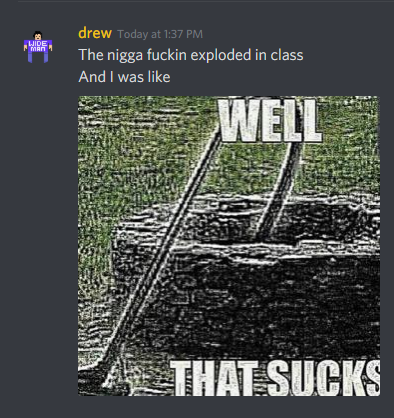 WIDE
MAN
drew Today at 1:37 PM
The nigga fuckin exploded in class
And I was like
WELL
THAT SUCKS